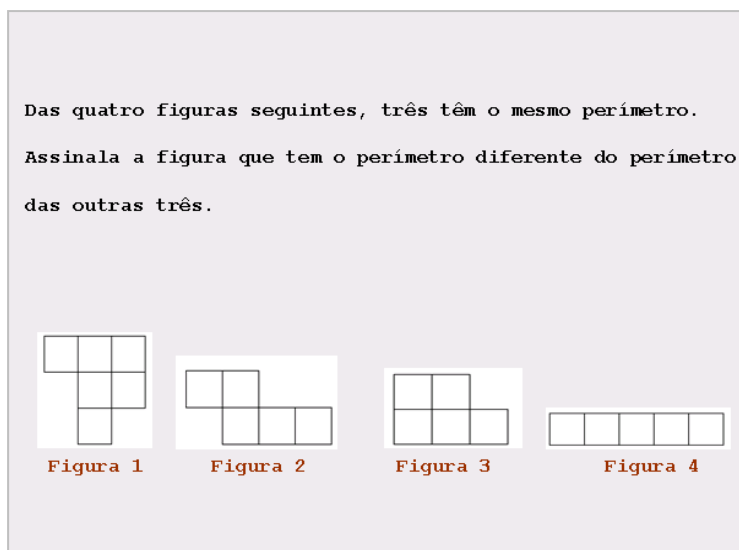 Das quatro figuras seguintes, três têm o mesmo perímetro.
Assinala a figura que tem o perímetro diferente do perímetro
das outras três.
Figura 1
Figura 2
Figura 3
Figura 4